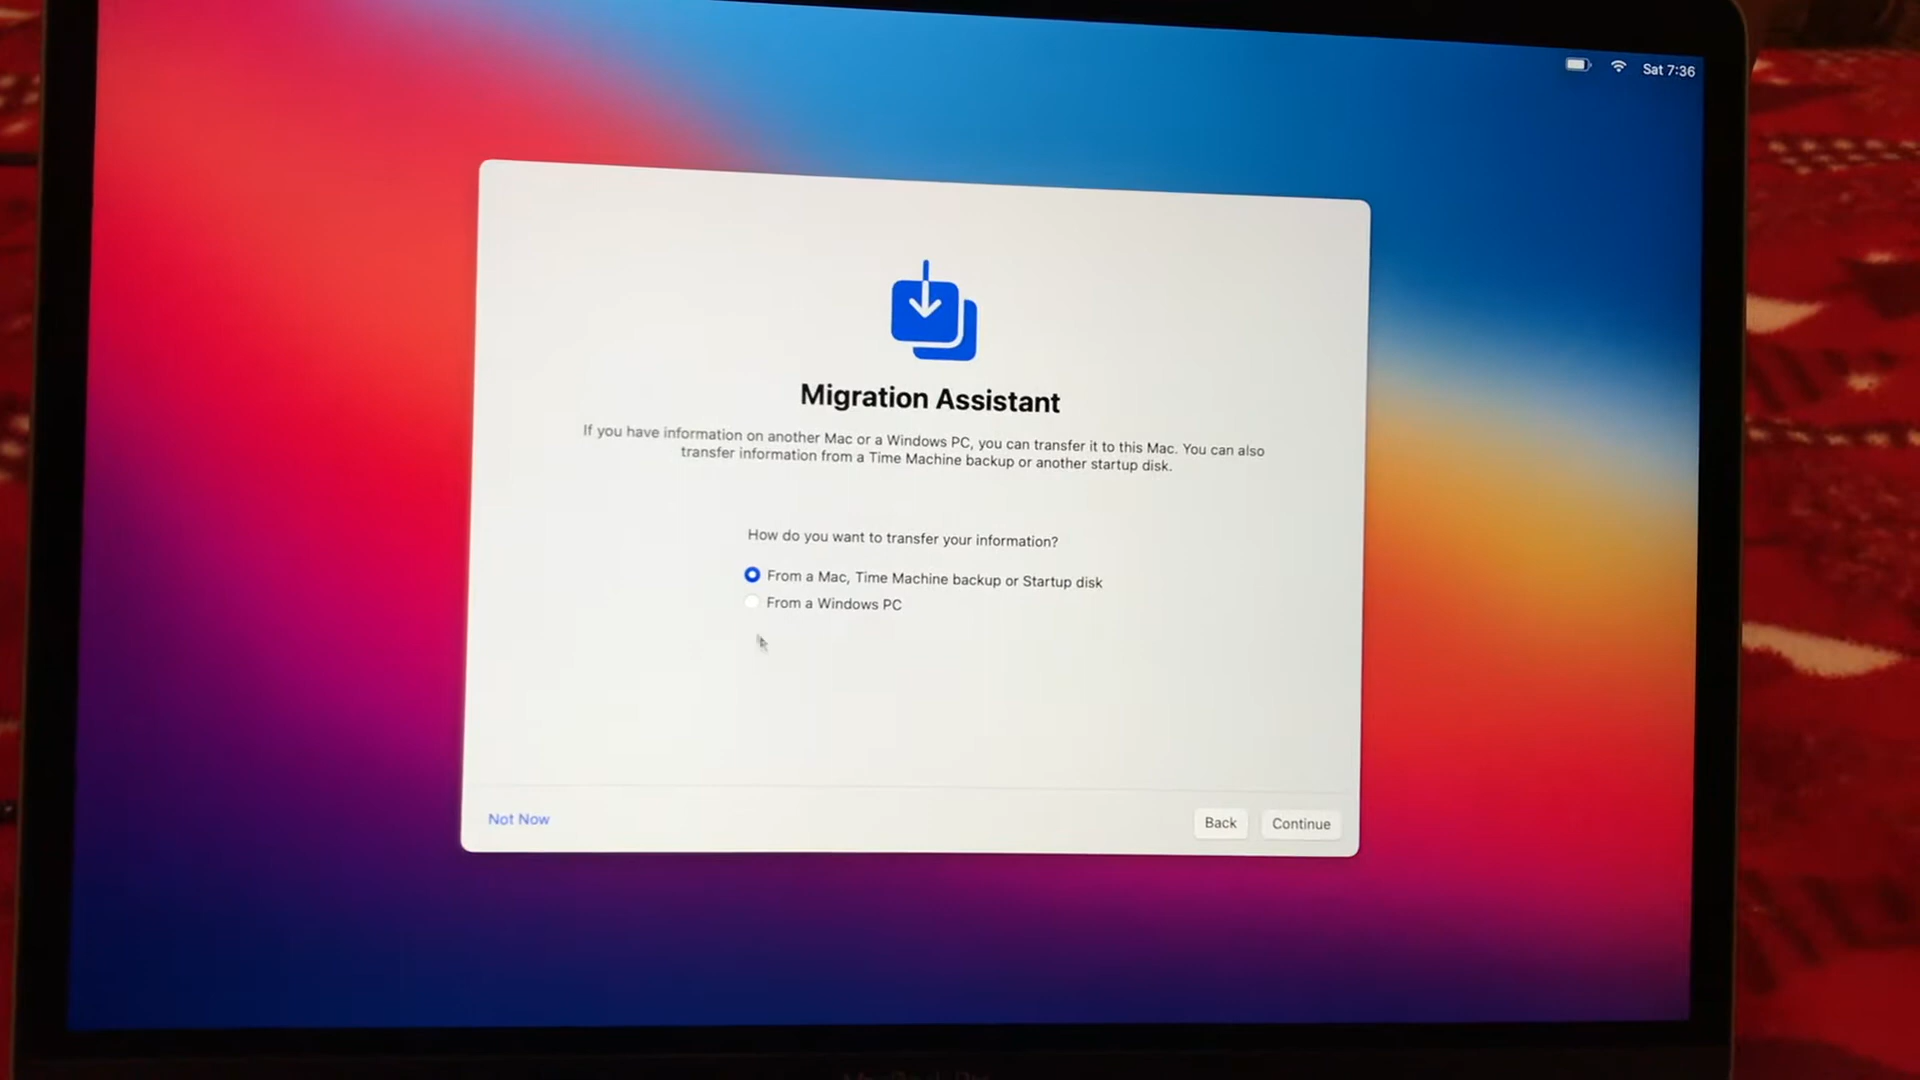 Sat 7:36
Migration Assistant
If you have information on another Mac or a Windows PC, you can transfer it to this Mac. You can also
transfer information from a Time Machine backup or another startup disk.
How do you want to transfer your information?
From a Mac, Time Machine backup or Startup disk
From a Windows PC
Not Now
Back
Continue